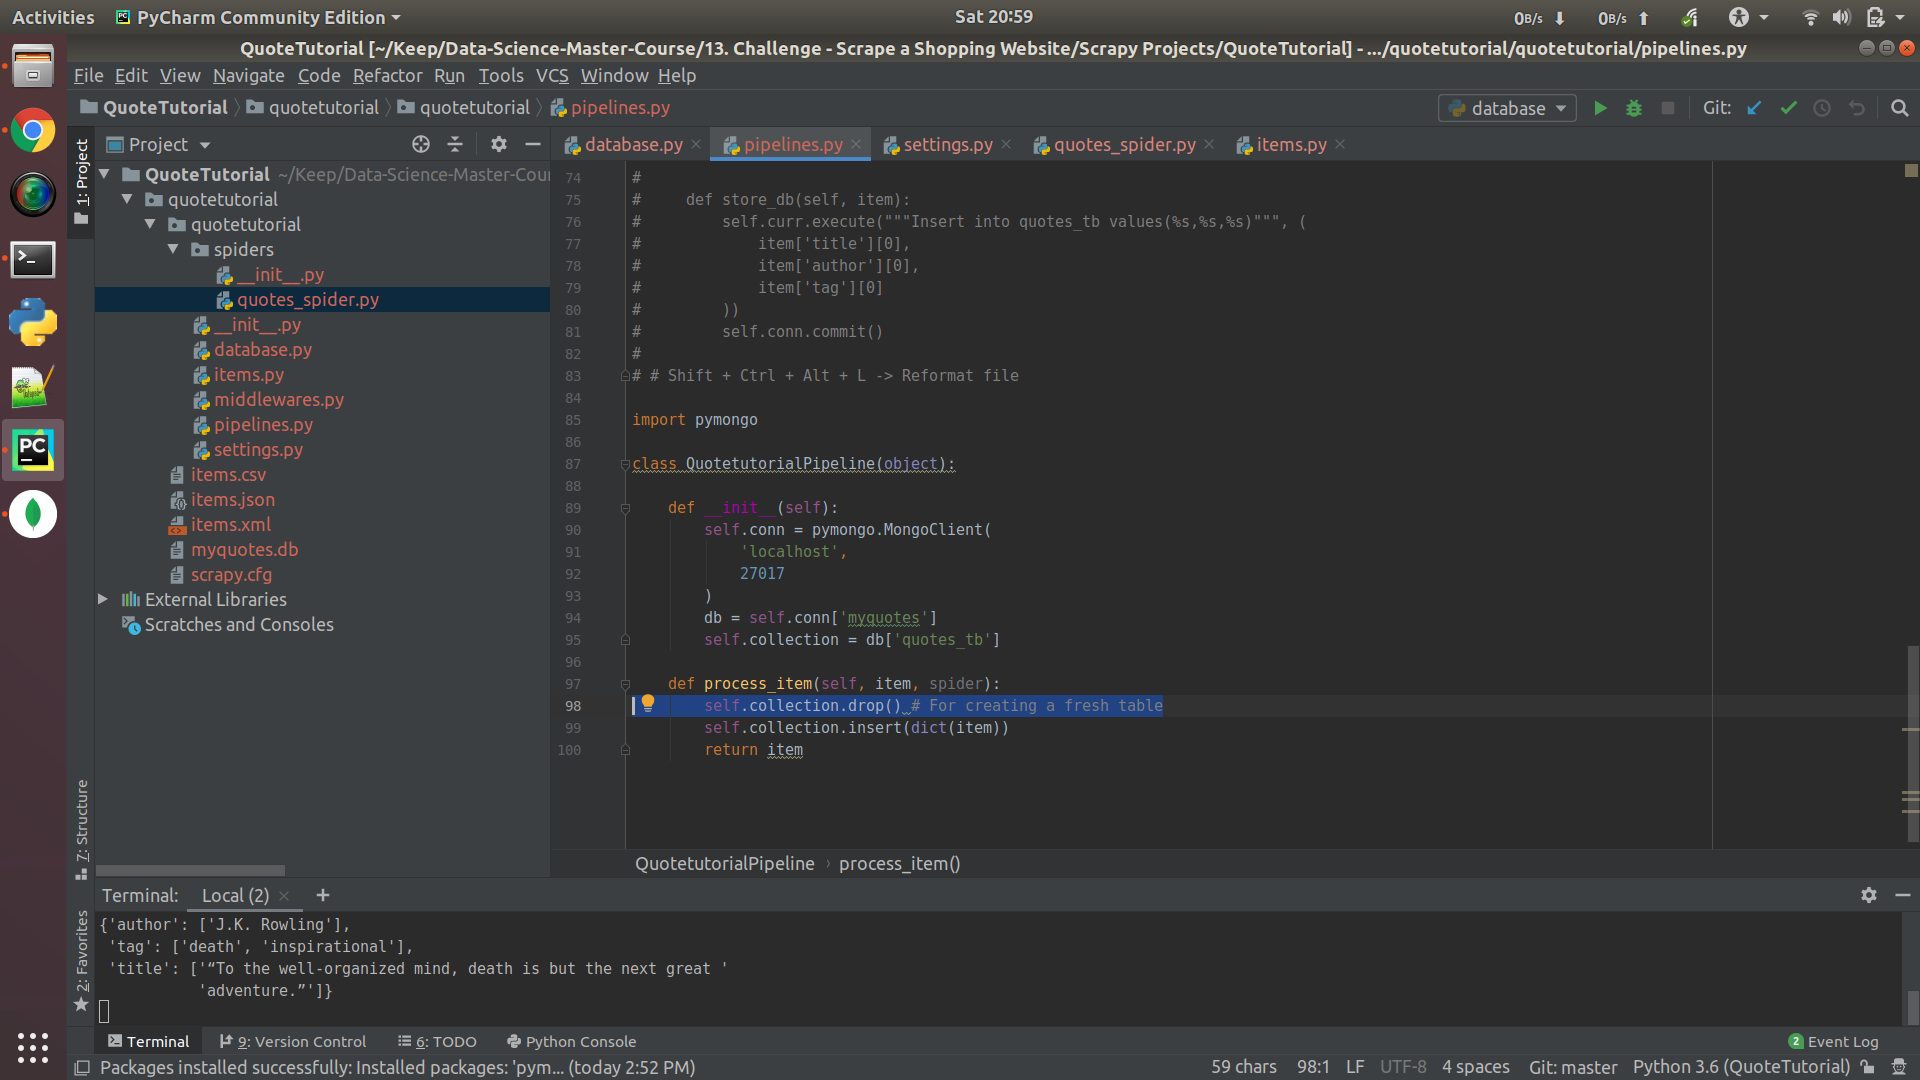 Activities PyCharm Community Edition Sat 20:59 0B/s 0B/s
QuoteTutorial [~/Keep/Data-Science-Master-Course/13. Challenge - Scrape a Shopping Website/Scrapy Projects/QuoteTutorial] - .../quotetutorial/quotetutorial/pipelines.py
File Edit View Navigate Code Refactor Run Tools VCS Window Help
QuoteTutorial quotetutorial quotetutorial pipelines.py database Git:
1: Project
Project
QuoteTutorial ~/Keep/Data-Science-Master-Cour
quotetutorial
quotetutorial
spiders
__init__.py
quotes_spider.py
__init__.py
database.py
items.py
middlewares.py
pipelines.py
settings.py
items.csv
items.json
items.xml
myquotes.db
scrapy.cfg
External Libraries
Scratches and Consoles
database.py pipelines.py settings.py quotes_spider.py items.py
74 #
75 # def store_db(self, item):
76 # self.curr.execute("""Insert into quotes_tb values(%s,%s,%s)""", (
77 # item['title'][0],
78 # item['author'][0],
79 # item['tag'][0]
80 # ))
81 # self.conn.commit()
82 #
83 # # Shift + Ctrl + Alt + L -> Reformat file
84
85 import pymongo
86
87 class QuotetutorialPipeline(object):
88
89 def __init__(self):
90 self.conn = pymongo.MongoClient(
91 'localhost',
92 27017
93 )
94 db = self.conn['myquotes']
95 self.collection = db['quotes_tb']
96
97 def process_item(self, item, spider):
98 self.collection.drop() # For creating a fresh table
99 self.collection.insert(dict(item))
100 return item
QuotetutorialPipeline › process_item()
7: Structure
2: Favorites
Terminal: Local (2) +
{'author': ['J.K. Rowling'],
'tag': ['death', 'inspirational'],
'title': ['“To the well-organized mind, death is but the next great '
'adventure.”']}
Terminal 9: Version Control 6: TODO Python Console 2 Event Log
Packages installed successfully: Installed packages: 'pym... (today 2:52 PM) 59 chars 98:1 LF UTF-8 4 spaces Git: master Python 3.6 (QuoteTutorial)